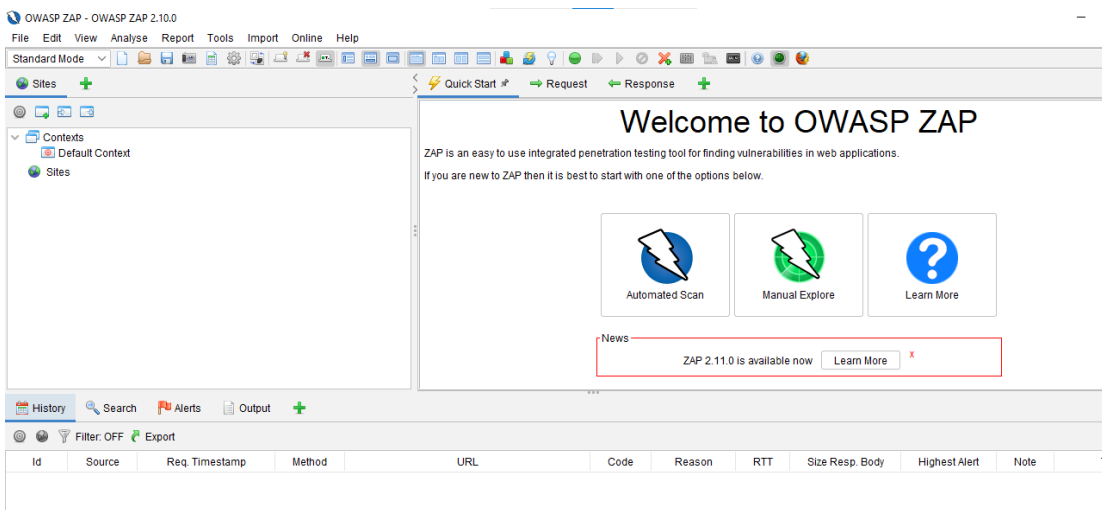 OWASP ZAP - OWASP ZAP 2.10.0
File Edit View Analyse Report Tools Import Online Help
Standard Mode
Sites
Quick Start Request Response
Contexts
Default Context
Sites
Welcome to OWASP ZAP
ZAP is an easy to use integrated penetration testing tool for finding vulnerabilities in web applications.
If you are new to ZAP then it is best to start with one of the options below.
Automated Scan Manual Explore Learn More
News
ZAP 2.11.0 is available now Learn More x
History Search Alerts Output
Filter: OFF Export
Id Source Req. Timestamp Method URL Code Reason RTT Size Resp. Body Highest Alert Note